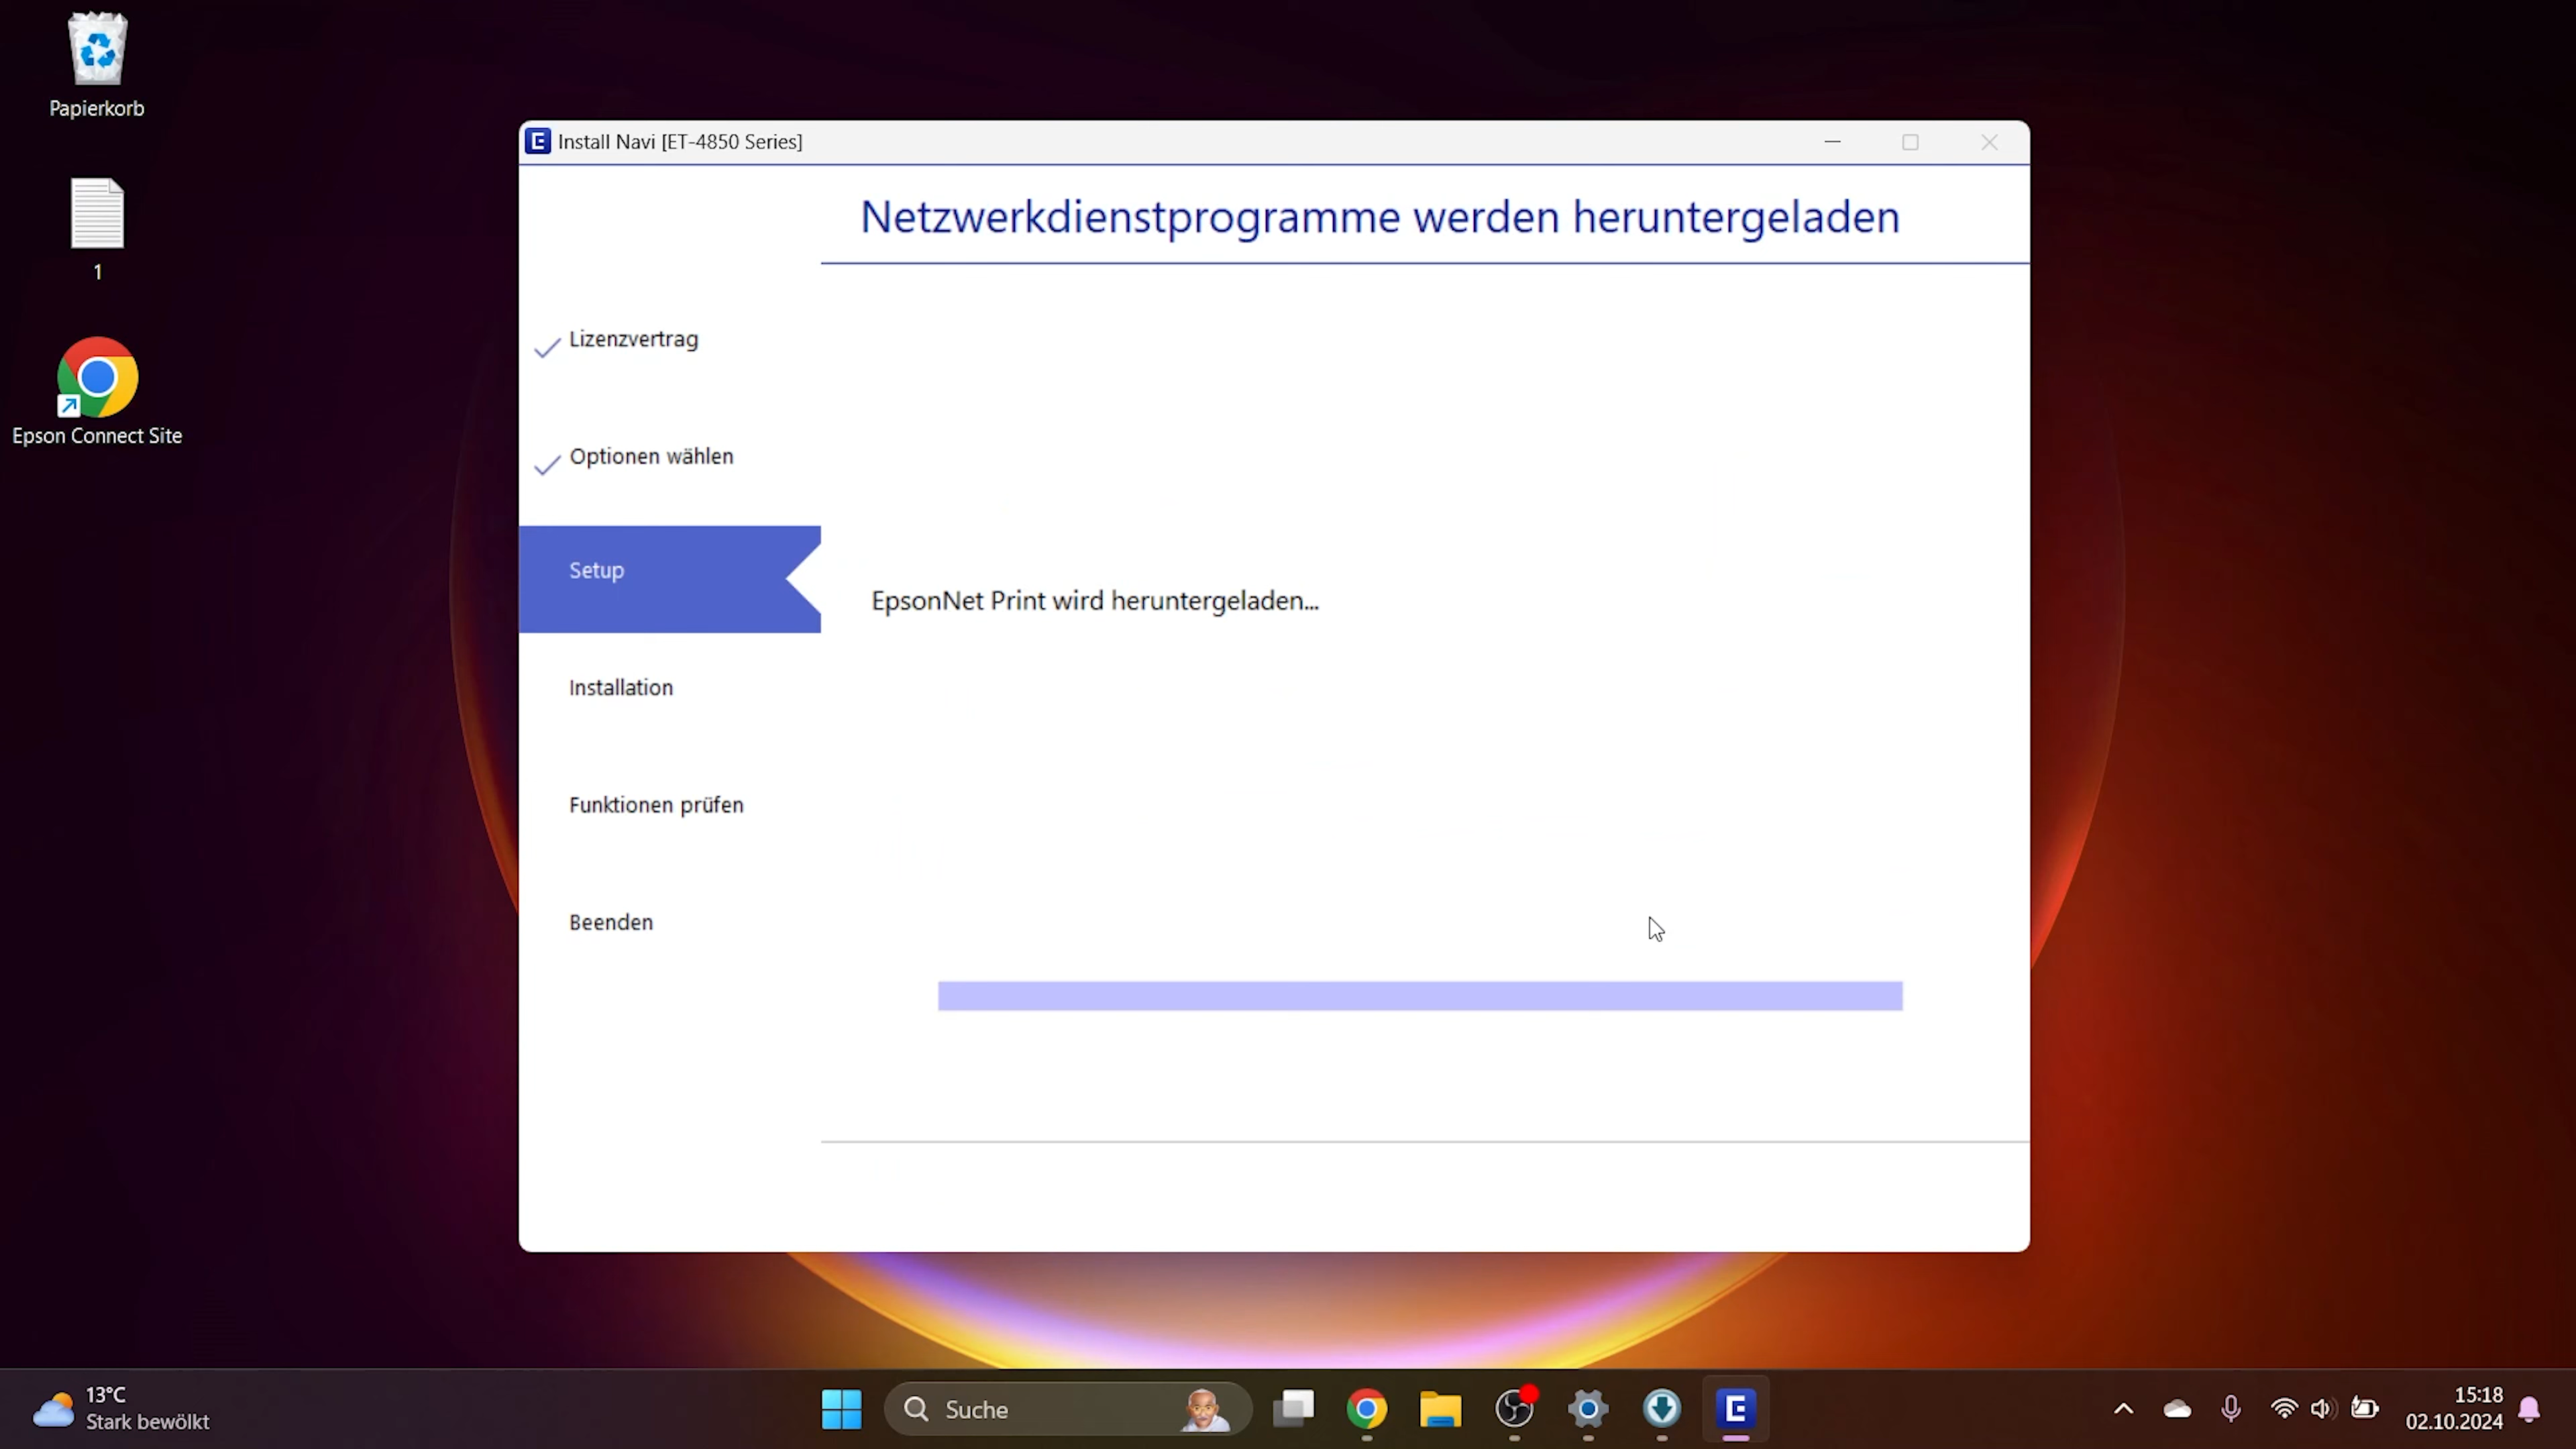 Papierkorb
1
Epson Connect Site
Install Navi [ET-4850 Series]
Netzwerkdienstprogramme werden heruntergeladen
Lizenzvertrag
Optionen wählen
Setup
Installation
Funktionen prüfen
Beenden
EpsonNet Print wird heruntergeladen...
13°C
Stark bewölkt
Suche
15:18
02.10.2024